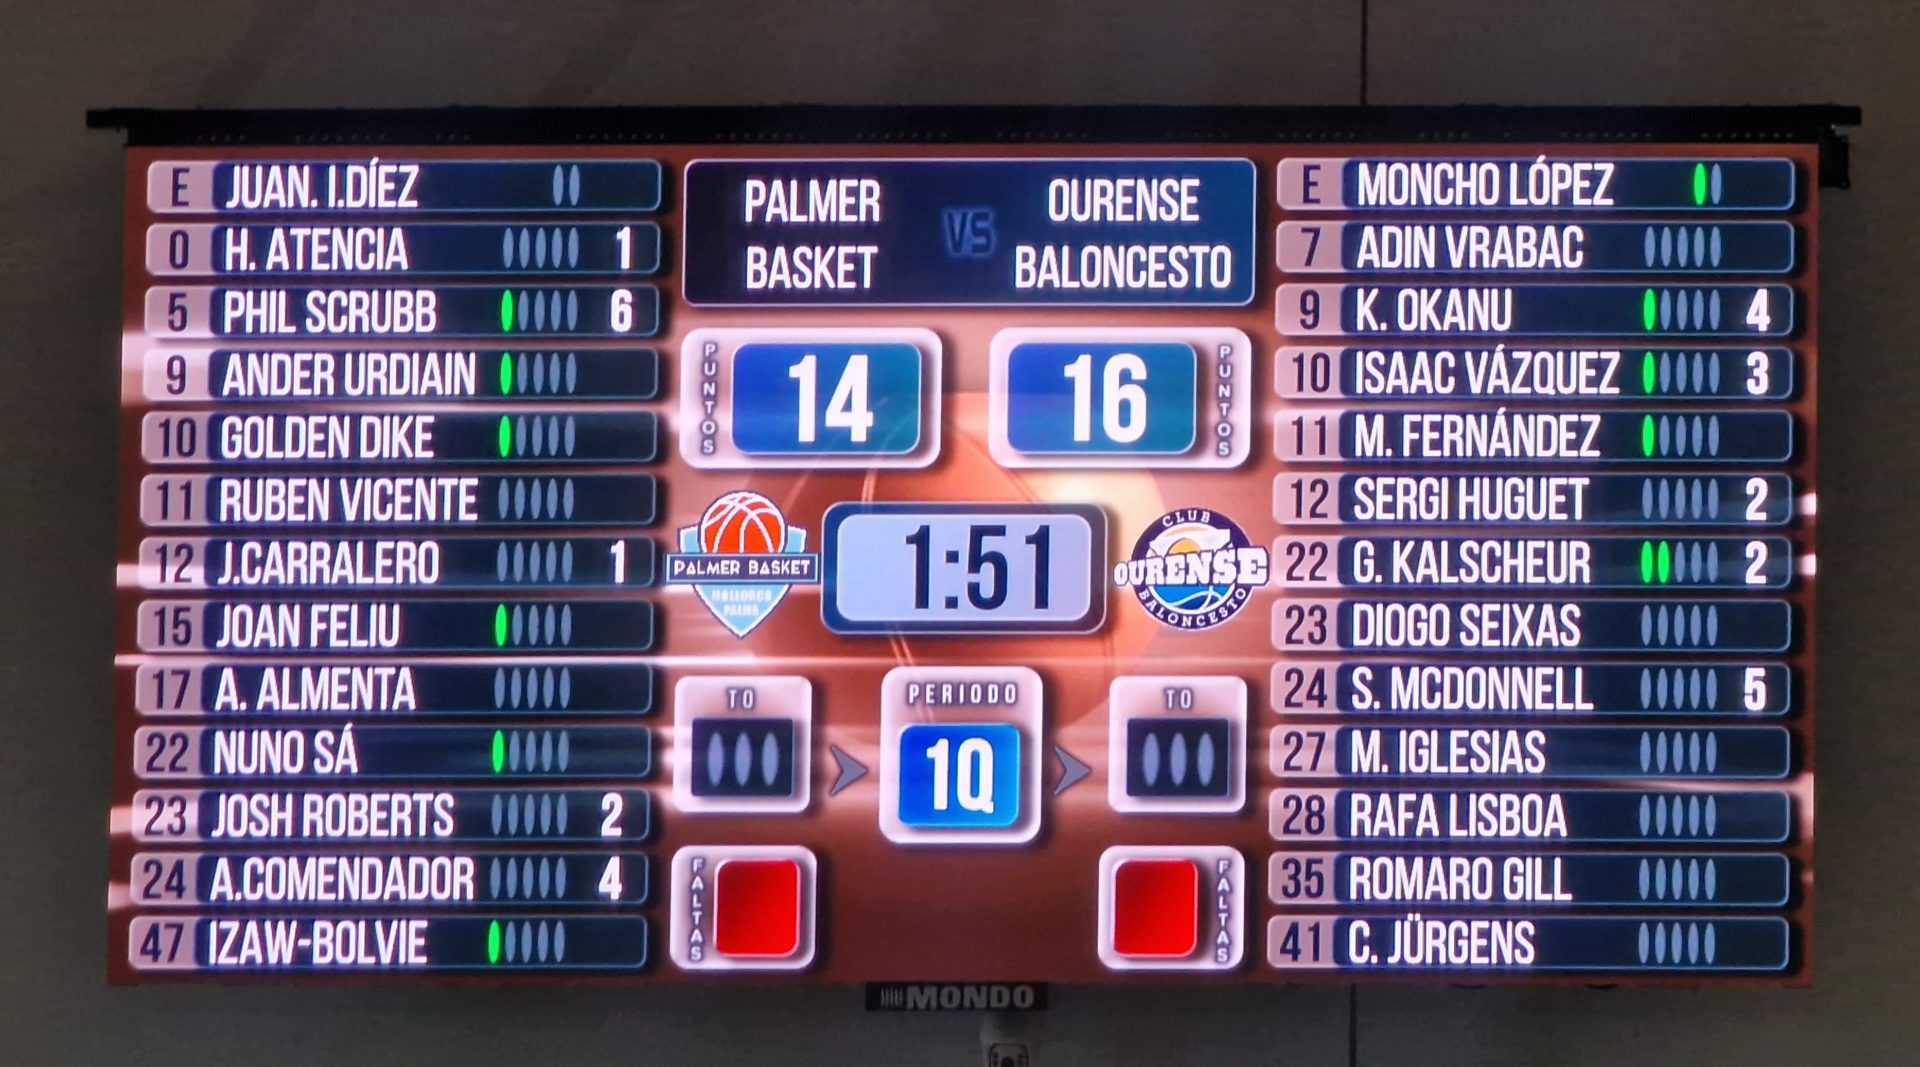 E JUAN. I.DÍEZ
0 H. ATENCIA 1
5 PHIL SCRUBB 6
9 ANDER URDIAIN
10 GOLDEN DIKE
11 RUBEN VICENTE
12 J.CARRALERO 1
15 JOAN FELIU
17 A. ALMENTA
22 NUNO SÁ
23 JOSH ROBERTS 2
24 A.COMENDADOR 4
47 IZAW-BOLVIE
PALMER
BASKET
VS
OURENSE
BALONCESTO
PUNTOS
14
16
PUNTOS
PALMER BASKET
MALLORCA
PALMA
1:51
CLUB
OURENSE
BALONCESTO
TO
PERIODO
1Q
TO
FALTAS
FALTAS
E MONCHO LÓPEZ
7 ADIN VRABAC
9 K. OKANU 4
10 ISAAC VÁZQUEZ 3
11 M. FERNÁNDEZ
12 SERGI HUGUET 2
22 G. KALSCHEUR 2
23 DIOGO SEIXAS
24 S. MCDONNELL 5
27 M. IGLESIAS
28 RAFA LISBOA
35 ROMARO GILL
41 C. JÜRGENS
MONDO